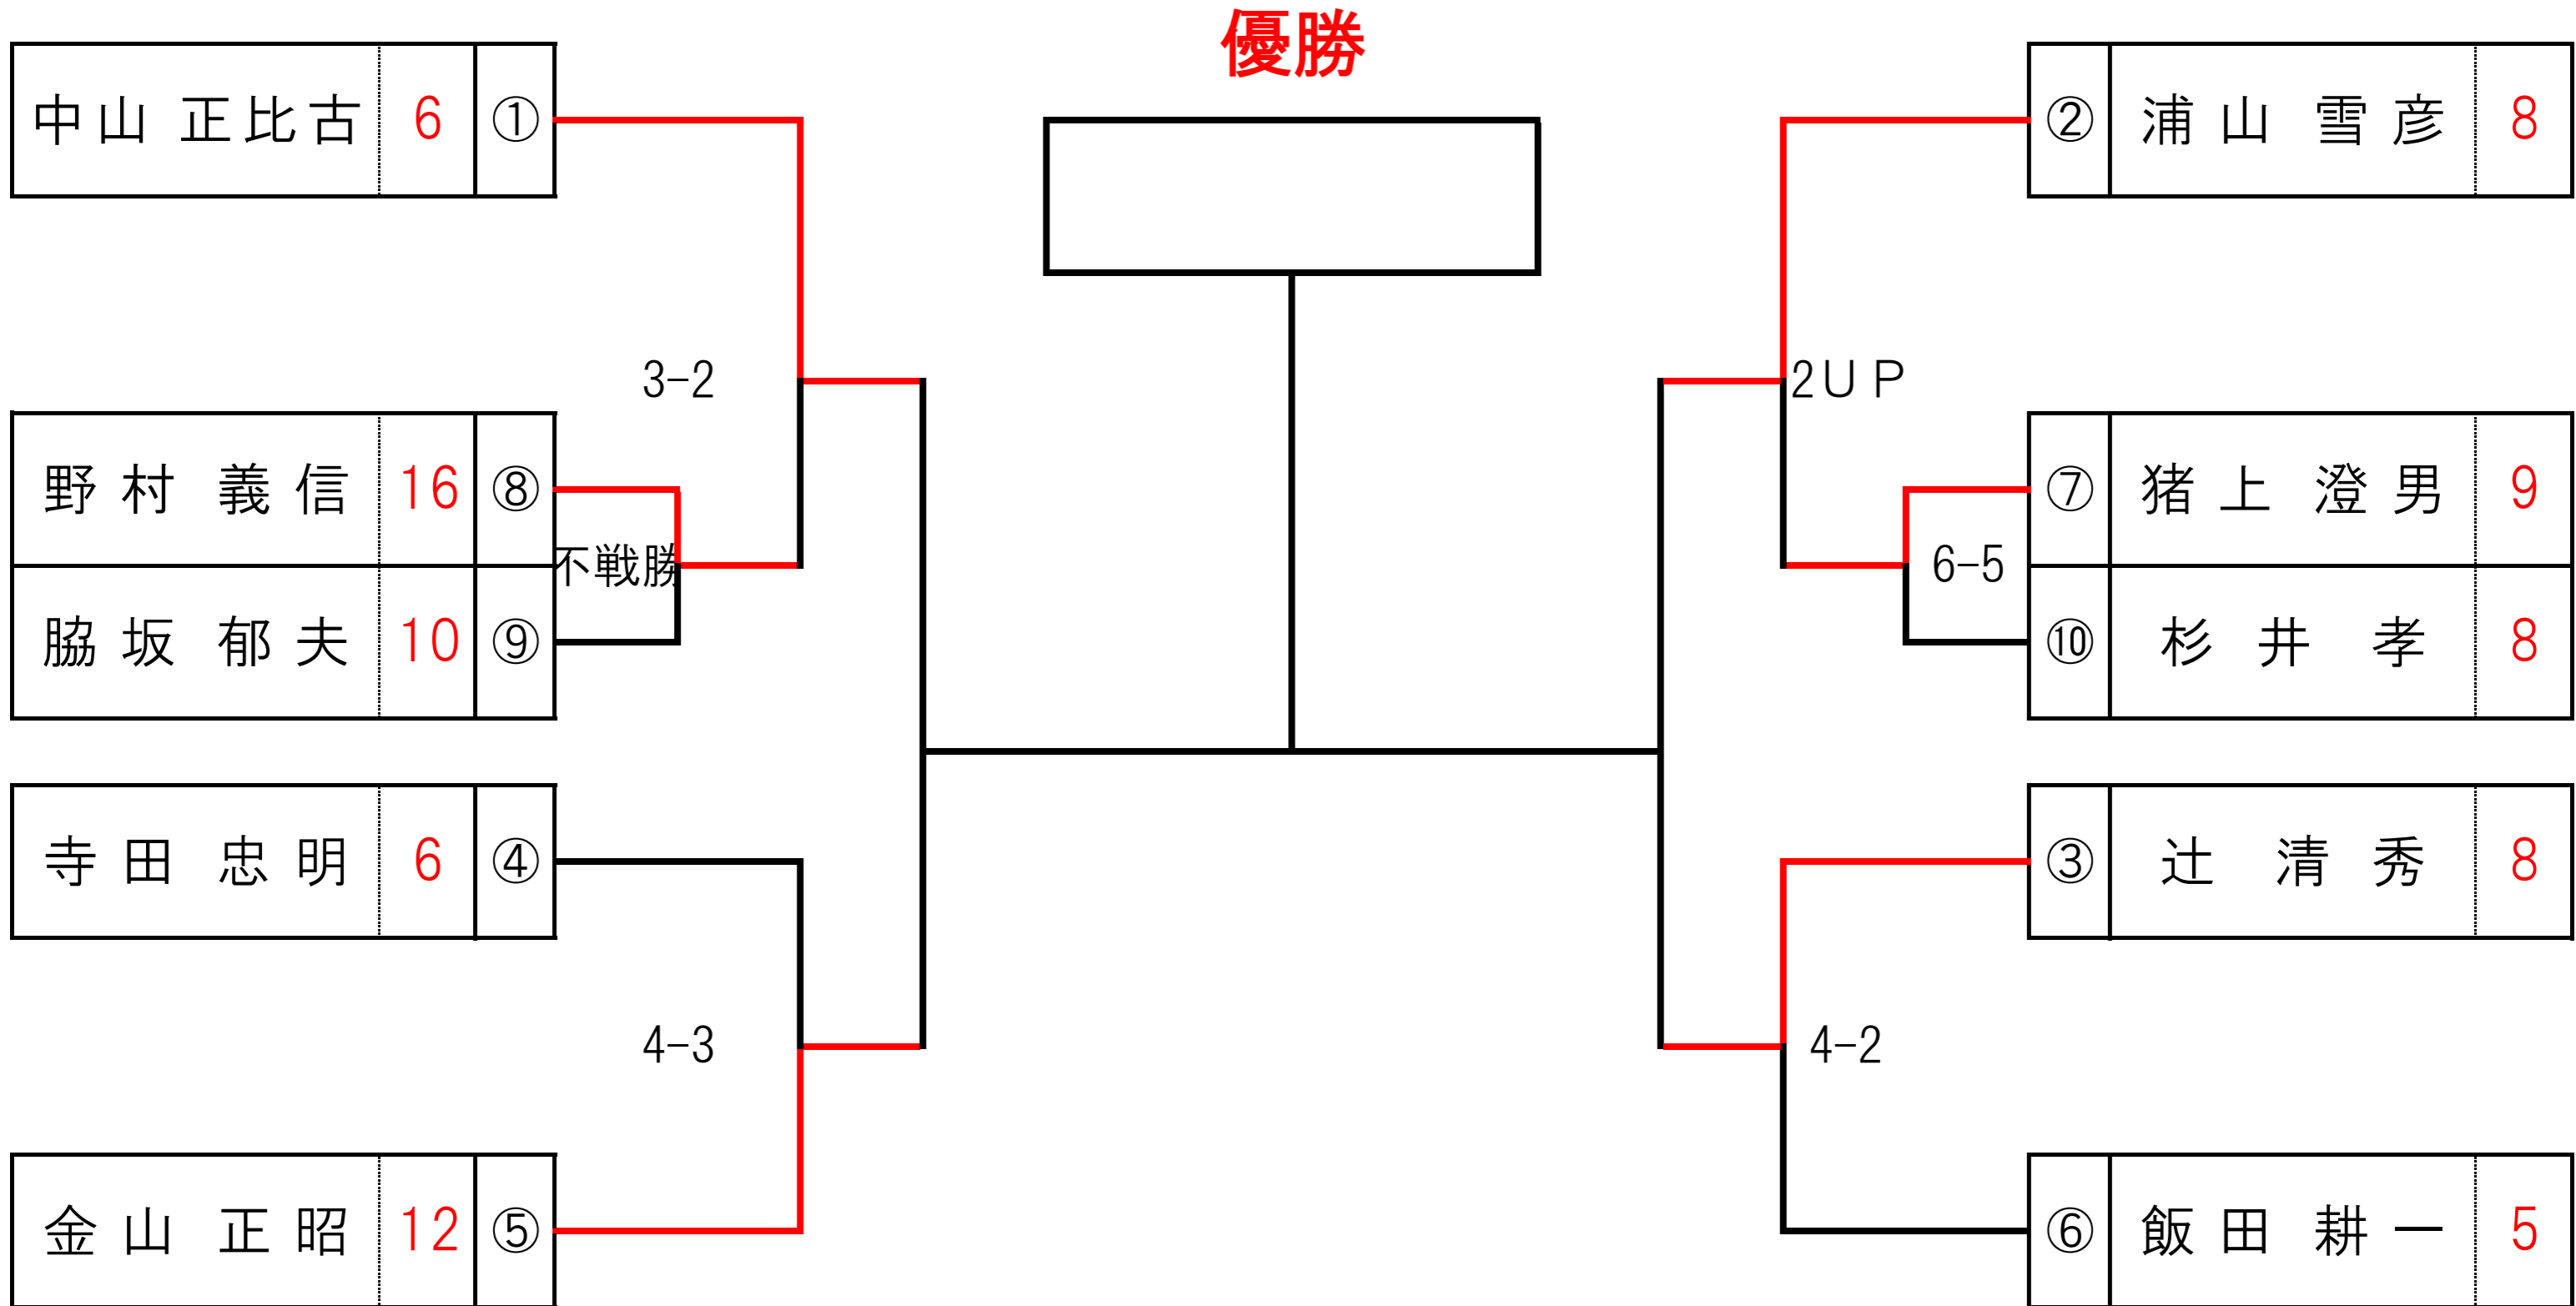 優勝
中山 正比古 6 ①
② 浦山 雪彦 8
3-2
2UP
野村 義信 16 ⑧
⑦ 猪上 澄男 9
不戦勝
6-5
脇坂 郁夫 10 ⑨
⑩ 杉井 孝 8
寺田 忠明 6 ④
③ 辻 清秀 8
4-3
4-2
金山 正昭 12 ⑤
⑥ 飯田 耕一 5